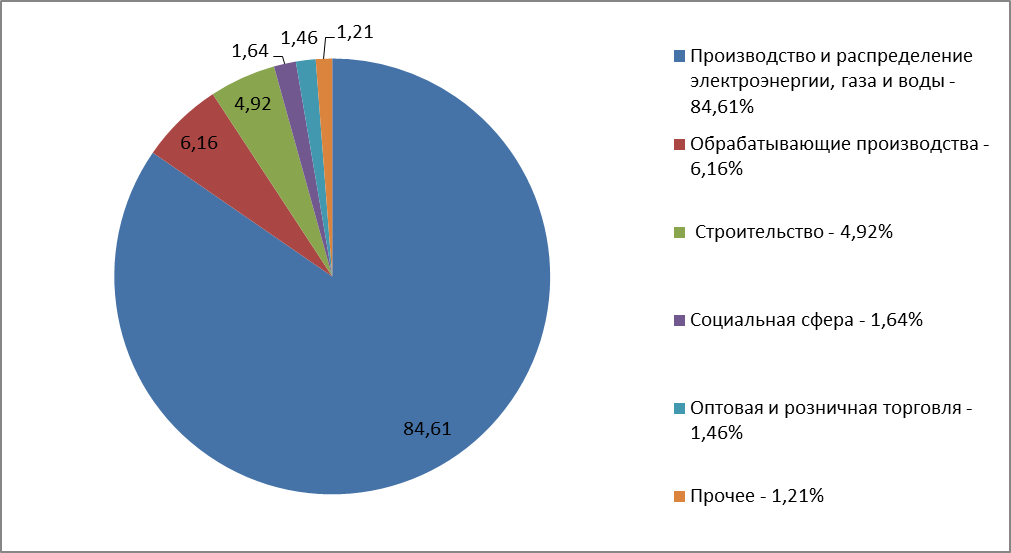 1,64
1,46
1,21
4,92
6,16
84,61
Производство и распределение
электроэнергии, газа и воды -
84,61%
Обрабатывающие производства -
6,16%
Строительство - 4,92%
Социальная сфера - 1,64%
Оптовая и розничная торговля -
1,46%
Прочее - 1,21%